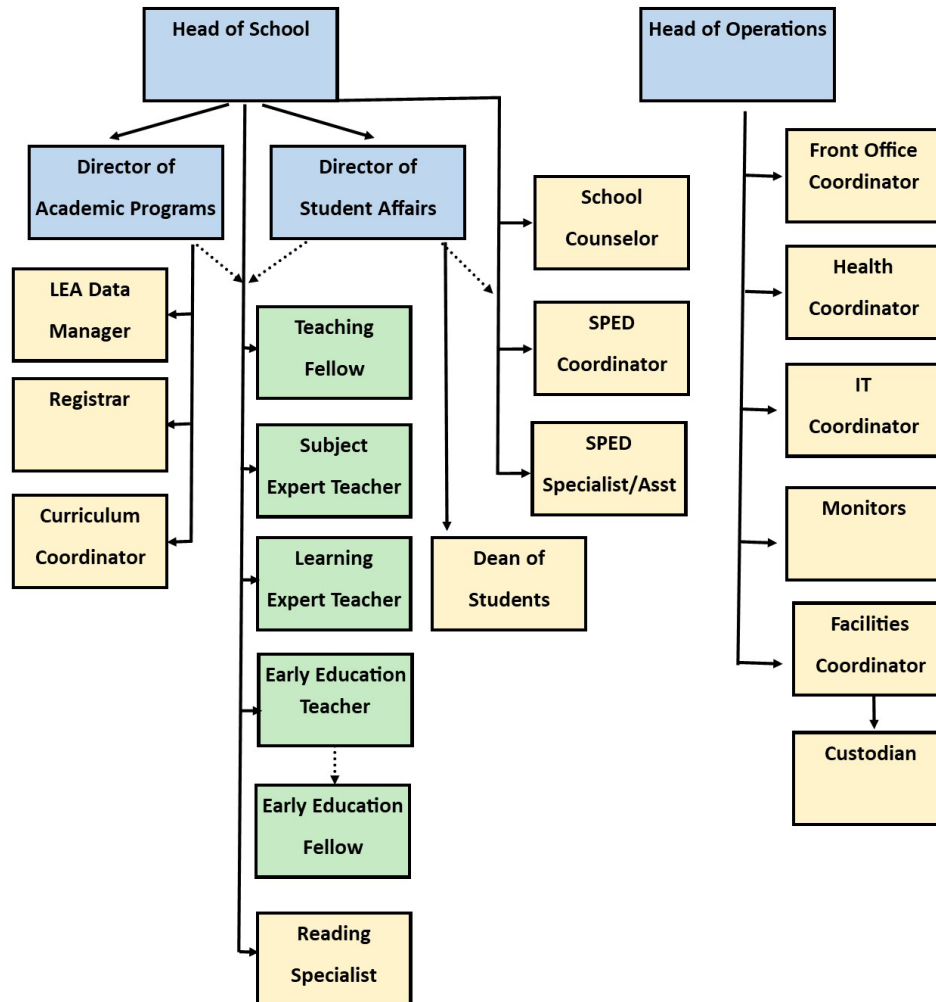 Head of School
Head of Operations
Director of
Academic Programs
Director of
Student Affairs
Front Office
Coordinator
School
Counselor
LEA Data
Manager
Health
Coordinator
Teaching
Fellow
SPED
Coordinator
Registrar
IT
Coordinator
Subject
Expert Teacher
SPED
Specialist/Asst
Curriculum
Coordinator
Monitors
Learning
Expert Teacher
Dean of
Students
Facilities
Coordinator
Early Education
Teacher
Custodian
Early Education
Fellow
Reading
Specialist